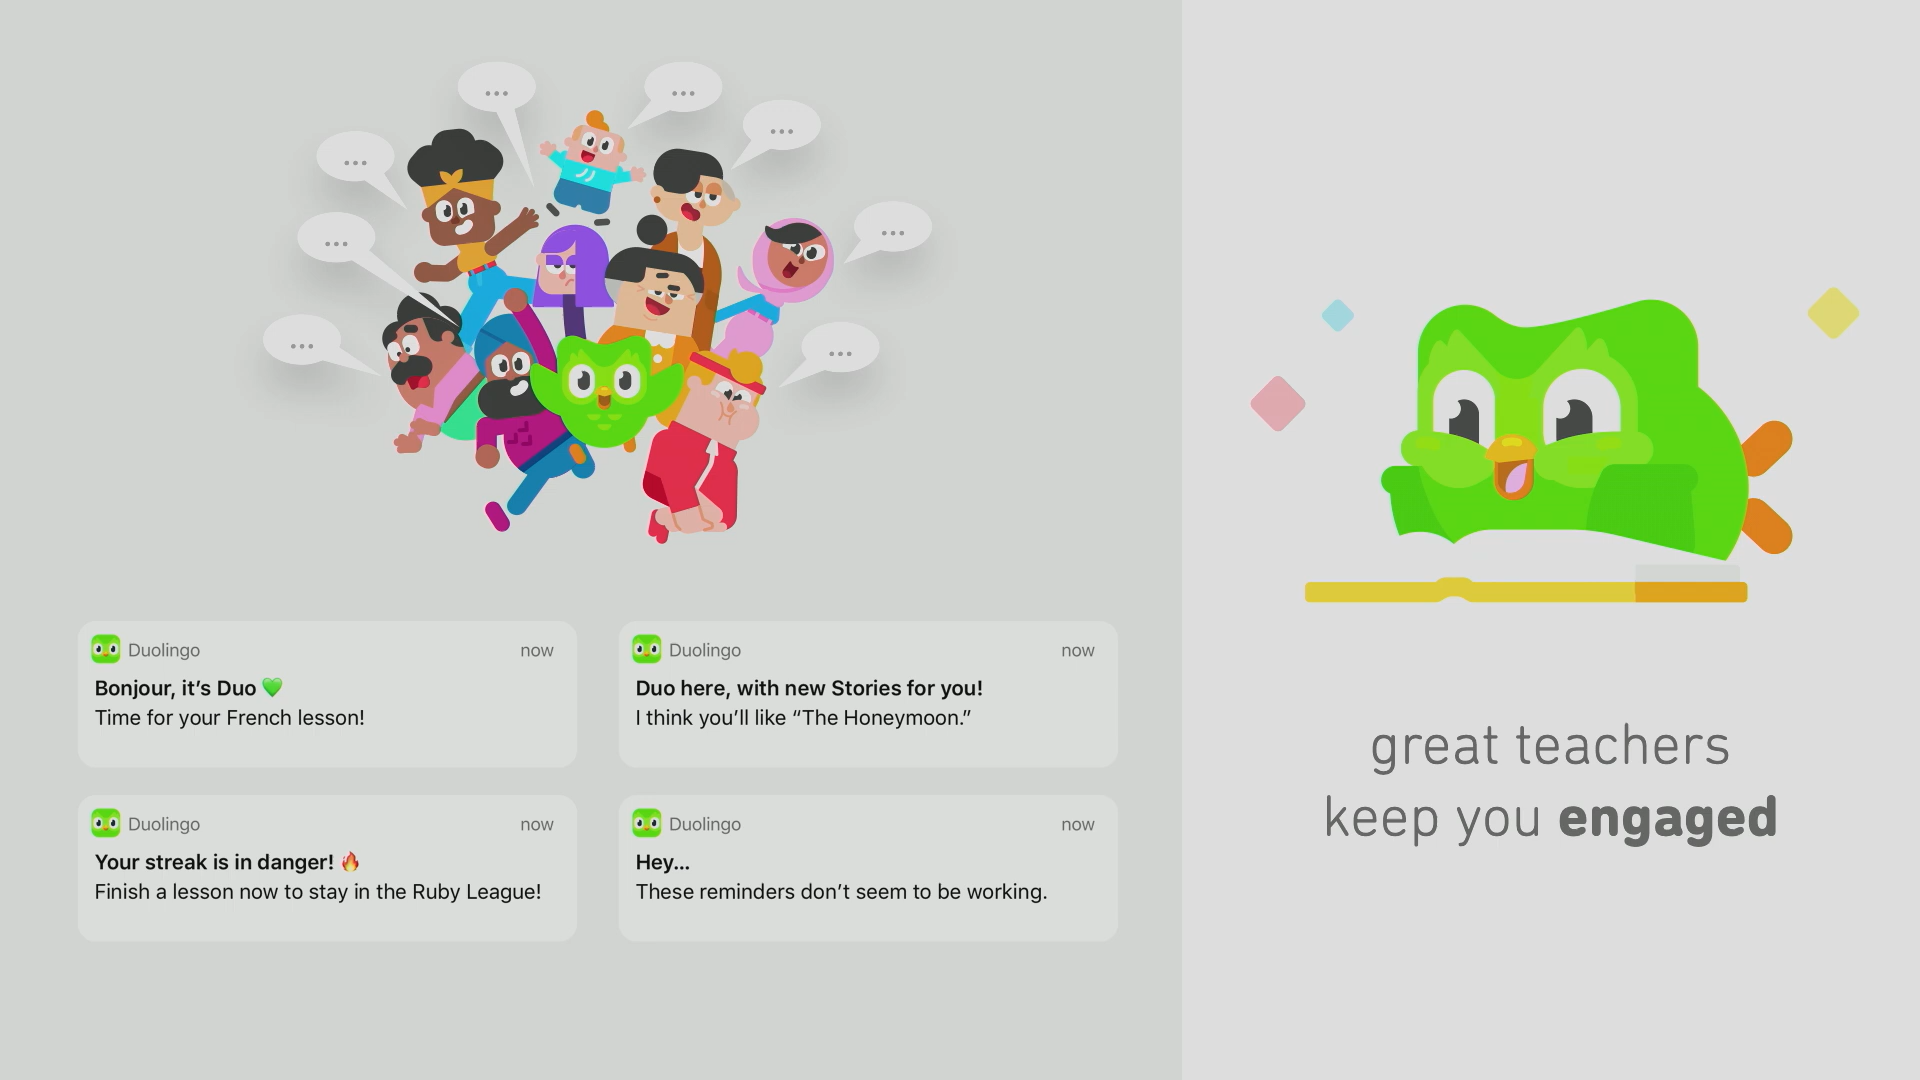 Duolingo now
Bonjour, it’s Duo 💚
Time for your French lesson!
Duolingo now
Duo here, with new Stories for you!
I think you’ll like “The Honeymoon.”
Duolingo now
Your streak is in danger! 🔥
Finish a lesson now to stay in the Ruby League!
Duolingo now
Hey...
These reminders don’t seem to be working.
great teachers
keep you engaged